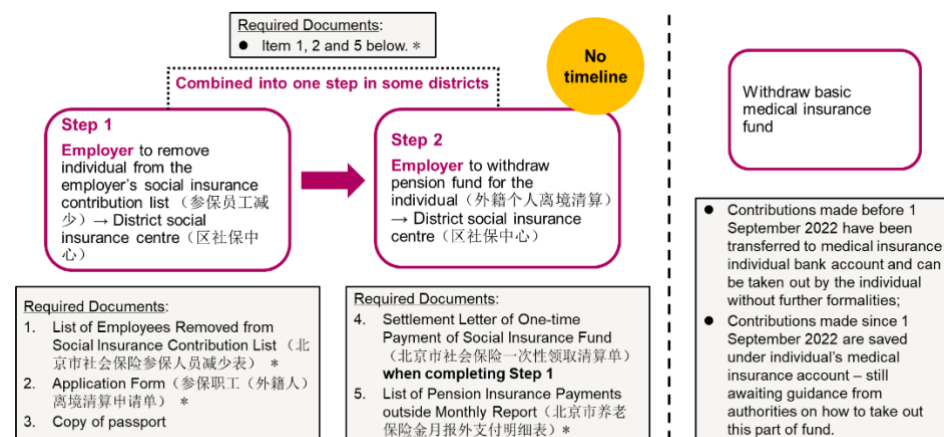 Required Documents:
● Item 1, 2 and 5 below. *
No
timeline
Combined into one step in some districts
Step 1
Employer to remove
individual from the
employer's social insurance
contribution list（参保员工减
少）→ District social
insurance centre（区社保中
心）
Step 2
Employer to withdraw
pension fund for the
individual（外籍个人离境清算）
→ District social insurance
centre（区社保中心）
Required Documents:
1. List of Employees Removed from
Social Insurance Contribution List （北
京市社会保险参保人员减少表） *
2. Application Form（参保职工（外籍人）
离境清算申请单） *
3. Copy of passport
Required Documents:
4. Settlement Letter of One-time
Payment of Social Insurance Fund
（北京市社会保险一次性领取清算单）
when completing Step 1
5. List of Pension Insurance Payments
outside Monthly Report（北京市养老
保险金月报外支付明细表）*
Withdraw basic
medical insurance
fund
● Contributions made before 1
September 2022 have been
transferred to medical insurance
individual bank account and can
be taken out by the individual
without further formalities;
● Contributions made since 1
September 2022 are saved
under individual's medical
insurance account – still
awaiting guidance from
authorities on how to take out
this part of fund.